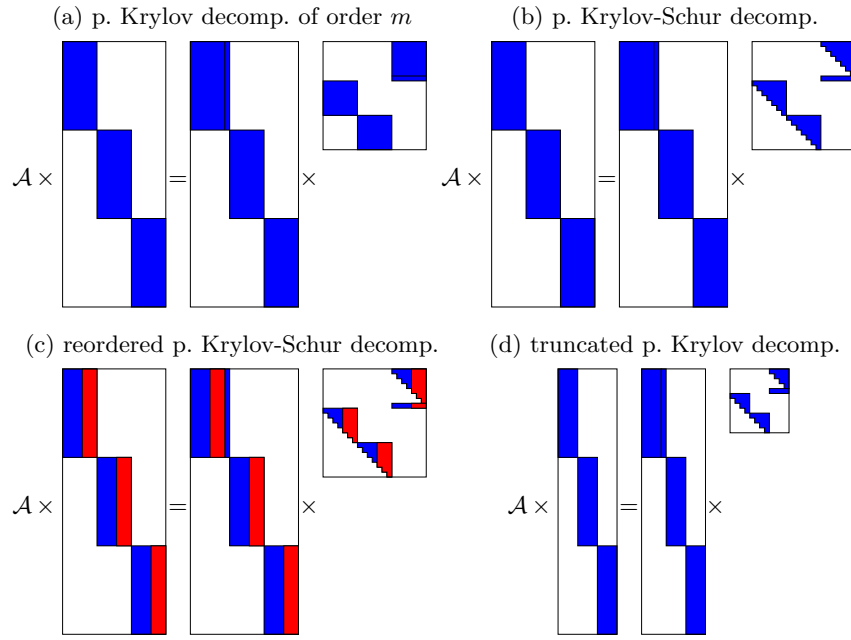 (a) p. Krylov decomp. of order m
(b) p. Krylov-Schur decomp.
𝒜 × = ×
𝒜 × = ×
(c) reordered p. Krylov-Schur decomp.
(d) truncated p. Krylov decomp.
𝒜 × = ×
𝒜 × = ×